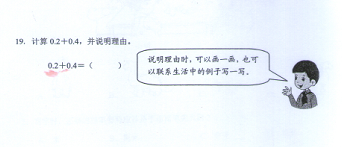 19. 计算 0.2+0.4，并说明理由。
0.2+0.4=（ ）
说明理由时，可以画一画，也可
以联系生活中的例子写一写。